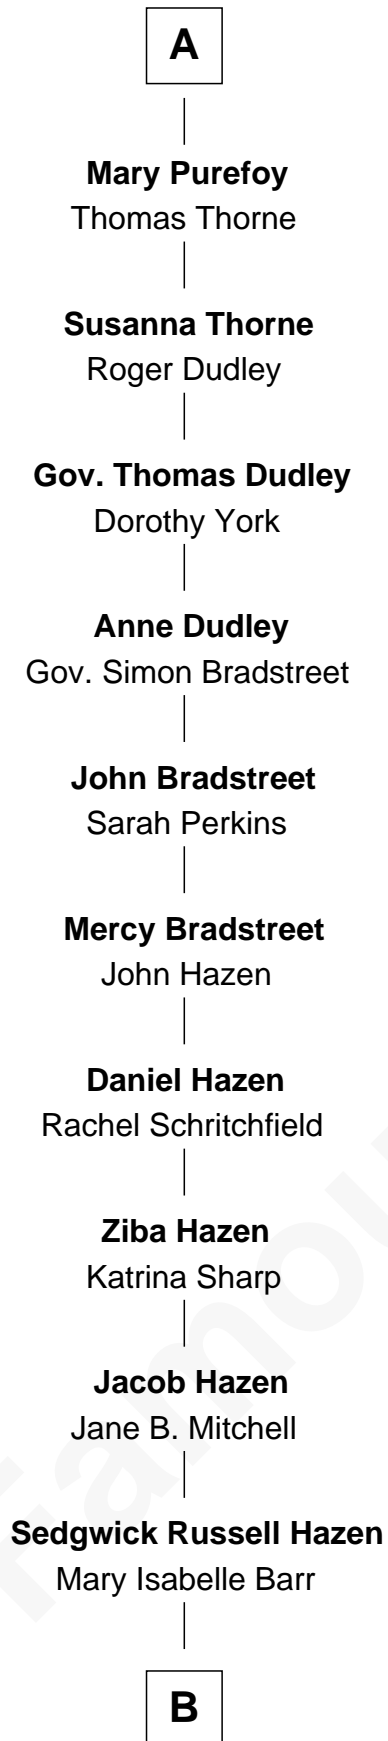 A
Mary Purefoy
Thomas Thorne
Susanna Thorne
Roger Dudley
Gov. Thomas Dudley
Dorothy York
Anne Dudley
Gov. Simon Bradstreet
John Bradstreet
Sarah Perkins
Mercy Bradstreet
John Hazen
Daniel Hazen
Rachel Schritchfield
Ziba Hazen
Katrina Sharp
Jacob Hazen
Jane B. Mitchell
Sedgwick Russell Hazen
Mary Isabelle Barr
B
Famou